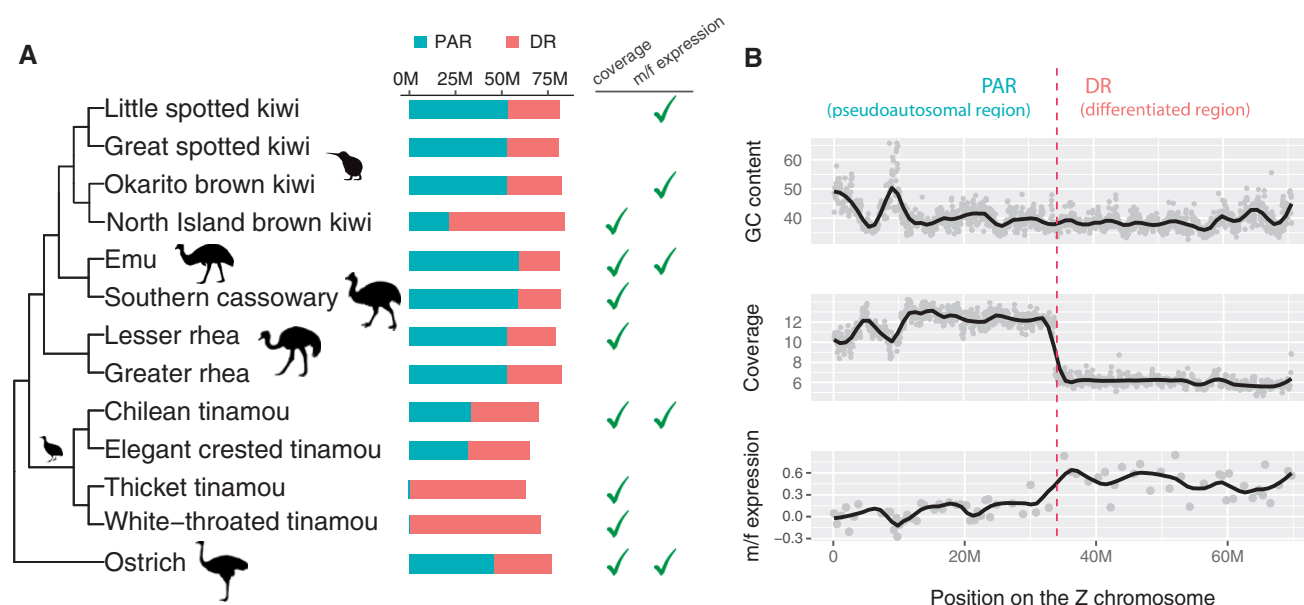 A
PAR DR
coverage
m/f expression
0M 25M 50M 75M
Little spotted kiwi
Great spotted kiwi
Okarito brown kiwi
North Island brown kiwi
Emu
Southern cassowary
Lesser rhea
Greater rhea
Chilean tinamou
Elegant crested tinamou
Thicket tinamou
White−throated tinamou
Ostrich
B
PAR
(pseudoautosomal region)
DR
(differentiated region)
GC content
60
50
40
Coverage
12
10
8
6
m/f expression
0.6
0.3
0.0
−0.3
0 20M 40M 60M
Position on the Z chromosome